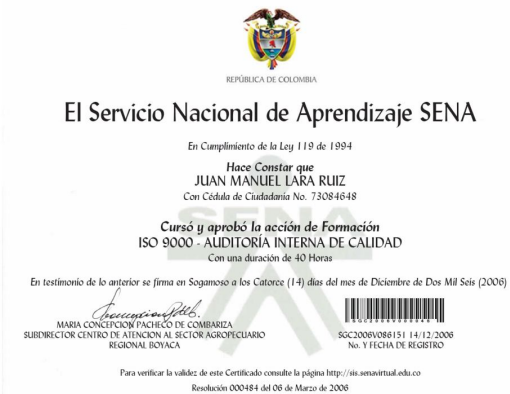 REPÚBLICA DE COLOMBIA
El Servicio Nacional de Aprendizaje SENA
En Cumplimiento de la Ley 119 de 1994
Hace Constar que
JUAN MANUEL LARA RUIZ
Con Cédula de Ciudadania No. 73084648
SENA
Cursó y aprobó la acción de Formación
ISO 9000 - AUDITORÍA INTERNA DE CALIDAD
Con una duración de 40 Horas
En testimonio de lo anterior se firma en Sogamoso a los Catorce (14) días del mes de Diciembre de Dos Mil Seis (2006)
MARIA CONCEPCION PACHECO DE COMBARIZA
SUBDIRECTOR CENTRO DE ATENCION AL SECTOR AGROPECUARIO
REGIONAL BOYACA
SGC2006V086151 14/12/2006
No. Y FECHA DE REGISTRO
Para verificar la validez de este Certificado consulte la página http://sis.senavirtual.edu.co
Resolución 000484 del 06 de Marzo de 2006